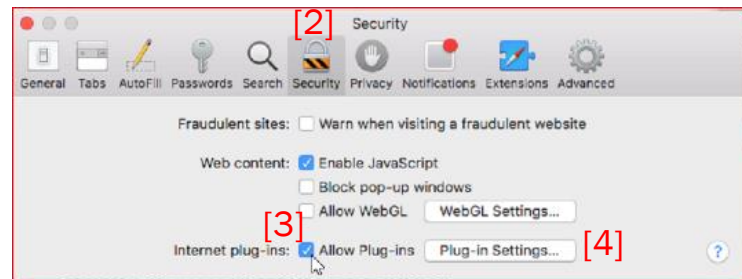 [2]
Security
General Tabs AutoFill Passwords Search Security Privacy Notifications Extensions Advanced
Fraudulent sites: Warn when visiting a fraudulent website
Web content: Enable JavaScript
Block pop-up windows
Allow WebGL WebGL Settings...
[3]
Internet plug-ins: Allow Plug-ins Plug-in Settings... [4] ?